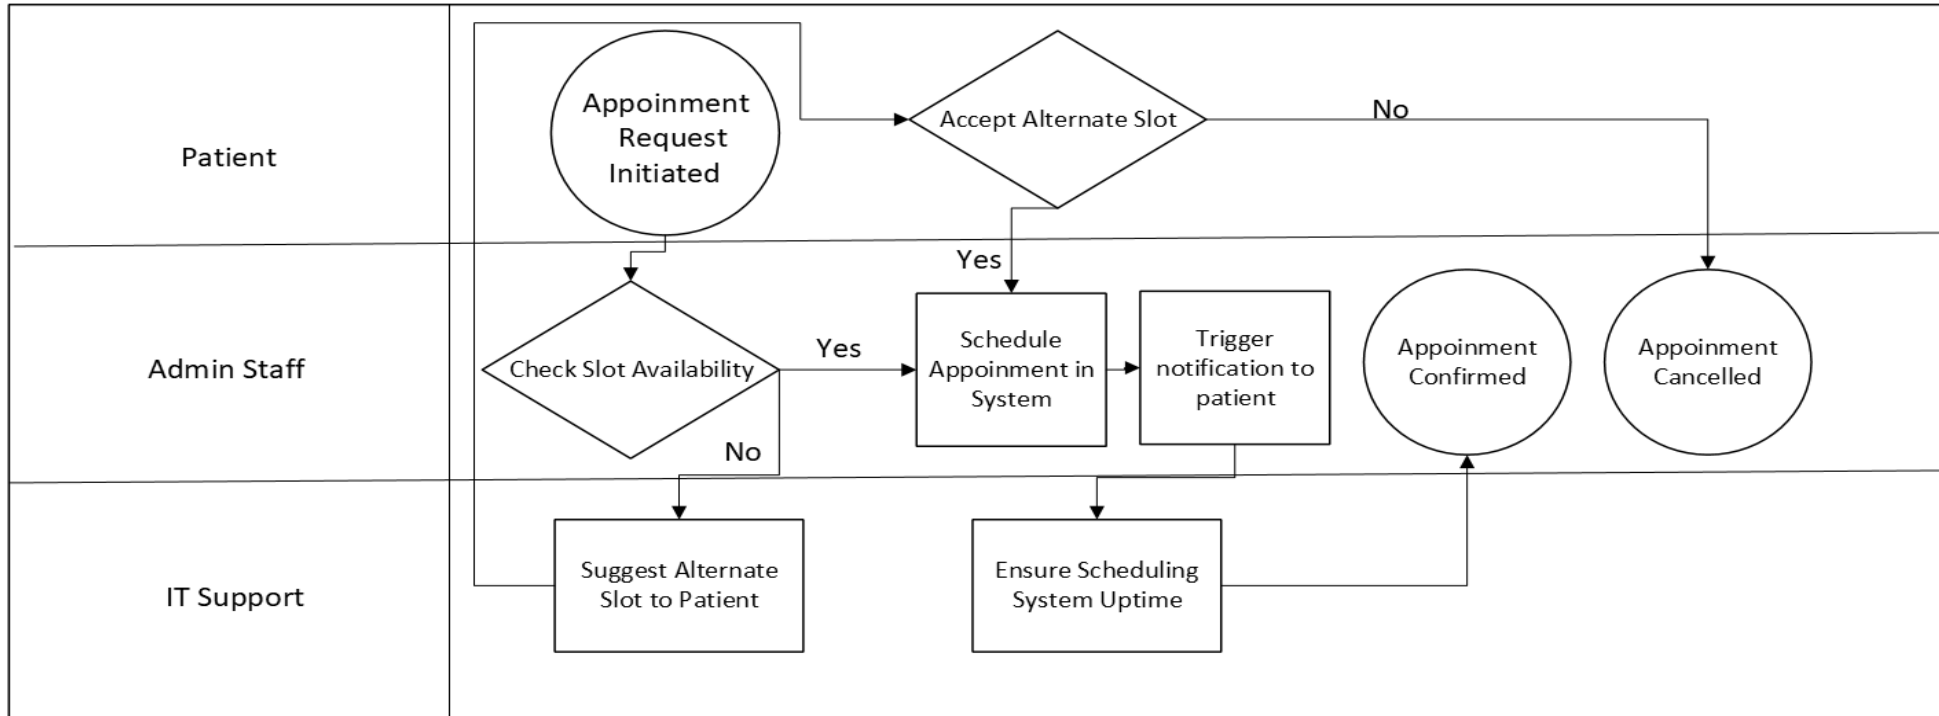 Patient
Appoinment
Request
Initiated
Accept Alternate Slot
No
Yes
Admin Staff
Check Slot Availability
Yes
No
Schedule
Appoinment in
System
Trigger
notification to
patient
Appoinment
Confirmed
Appoinment
Cancelled
IT Support
Suggest Alternate
Slot to Patient
Ensure Scheduling
System Uptime